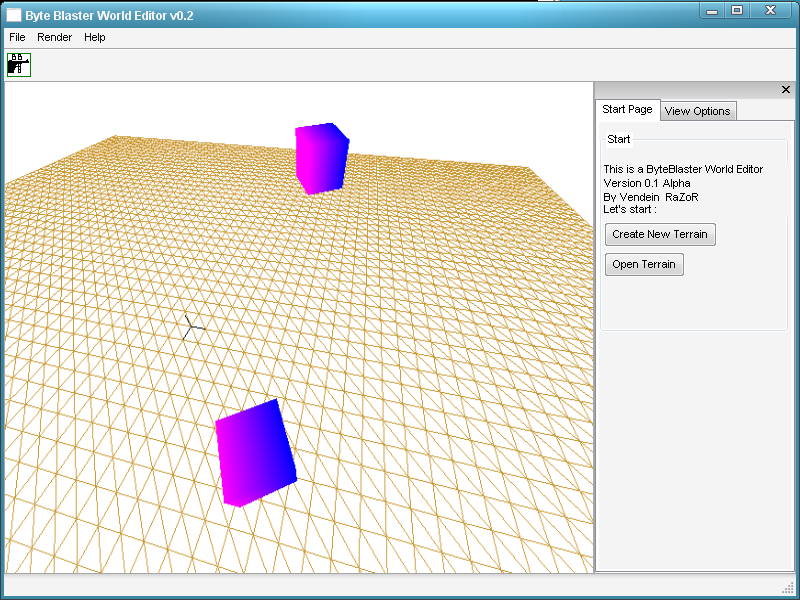 Byte Blaster World Editor v0.2
File Render Help
Start Page View Options
Start
This is a ByteBlaster World Editor
Version 0.1 Alpha
By Vendein RaZoR
Let's start :
Create New Terrain
Open Terrain